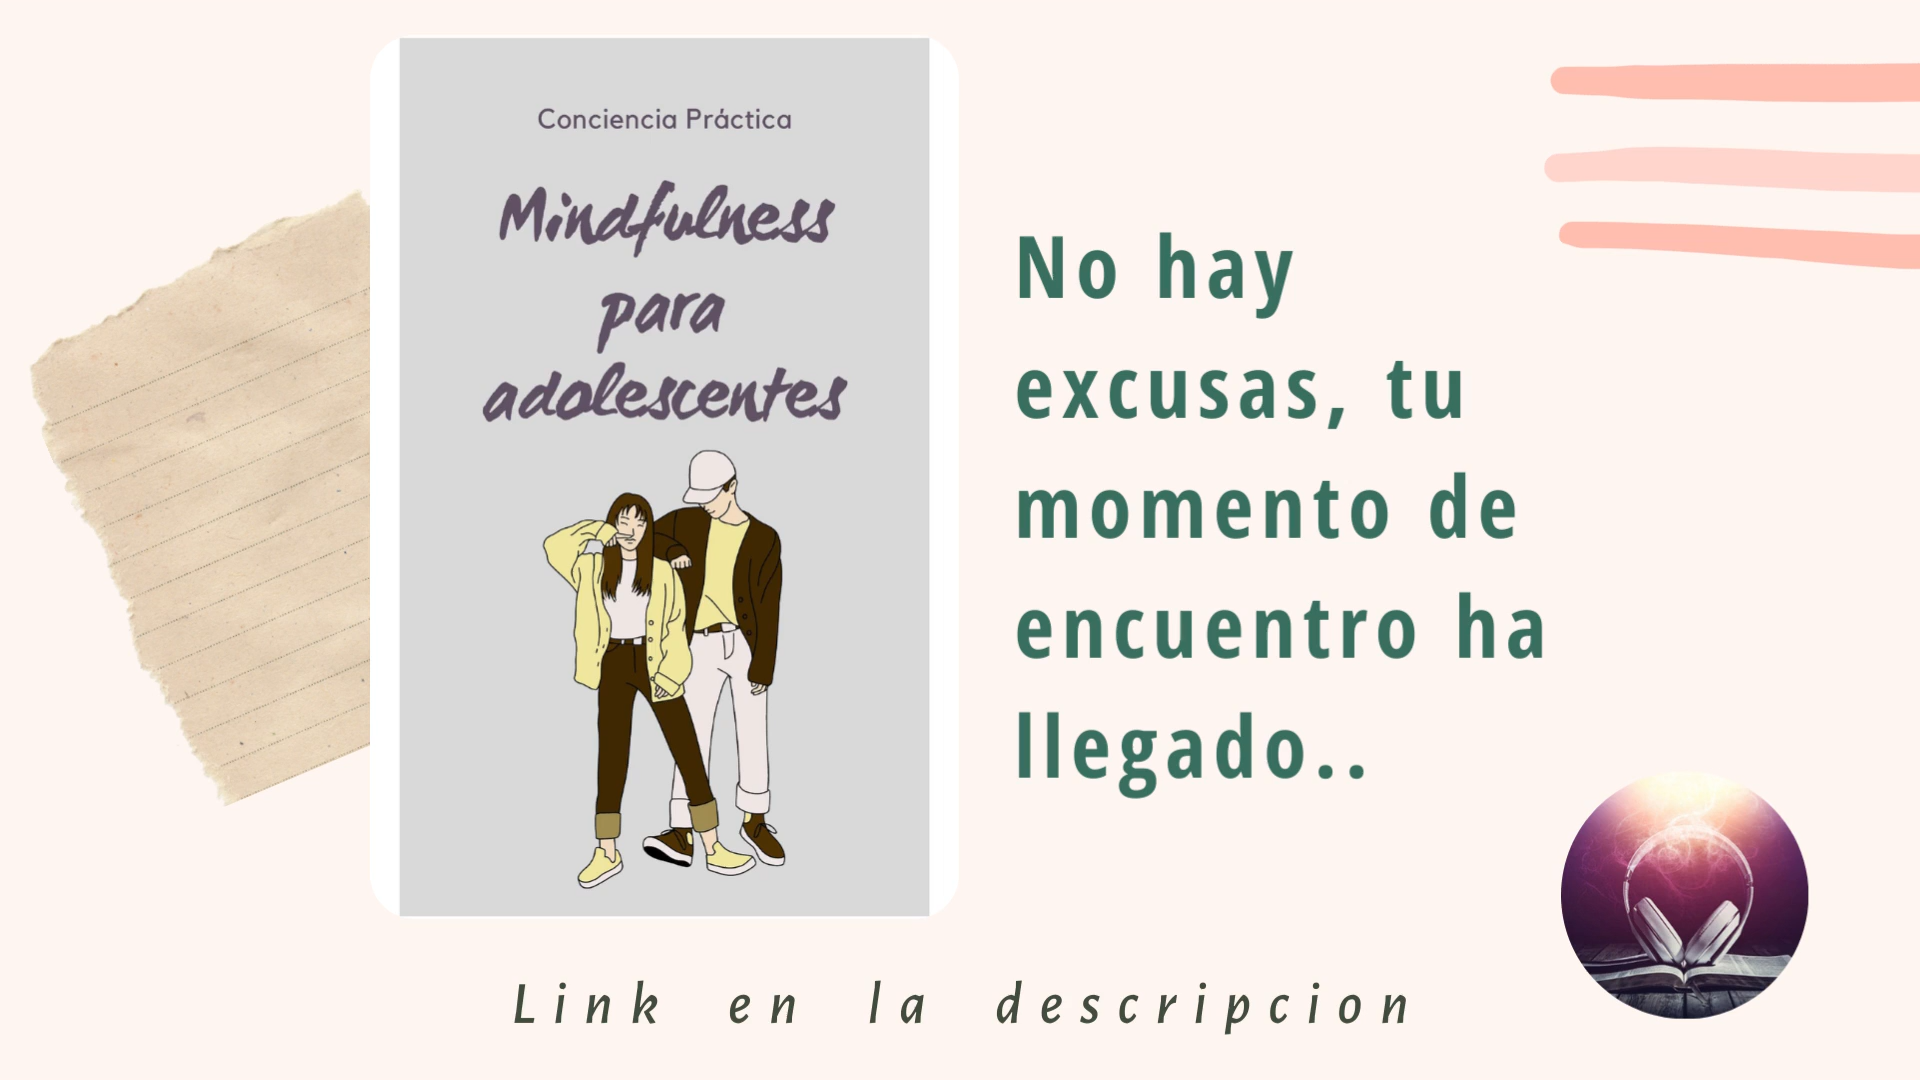 Conciencia Práctica
Mindfulness
para
adolescentes
No hay
excusas, tu
momento de
encuentro ha
llegado..
Link en la descripcion